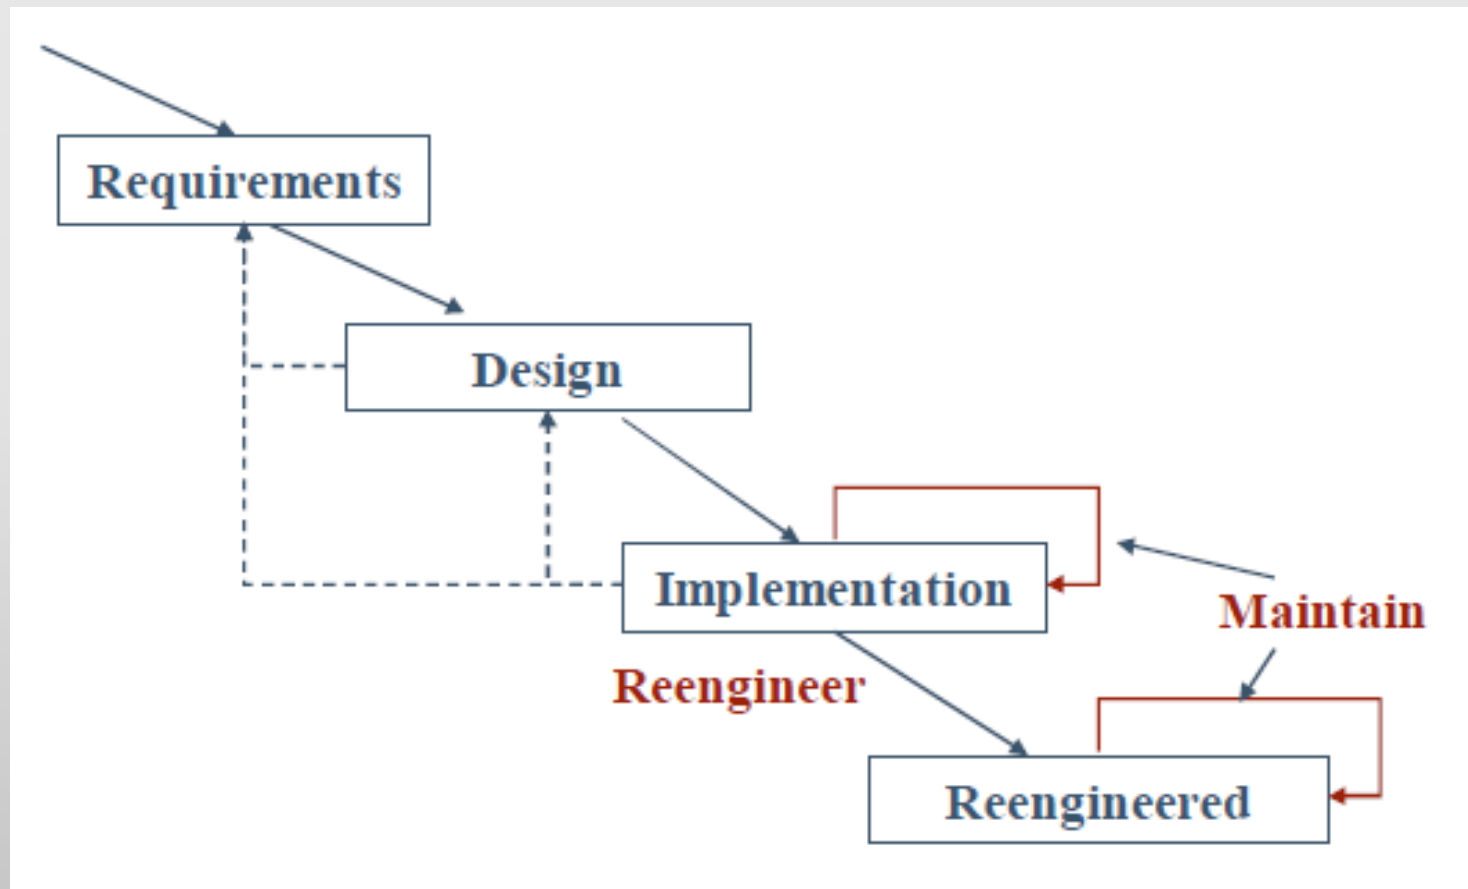 Requirements
Design
Implementation
Maintain
Reengineer
Reengineered